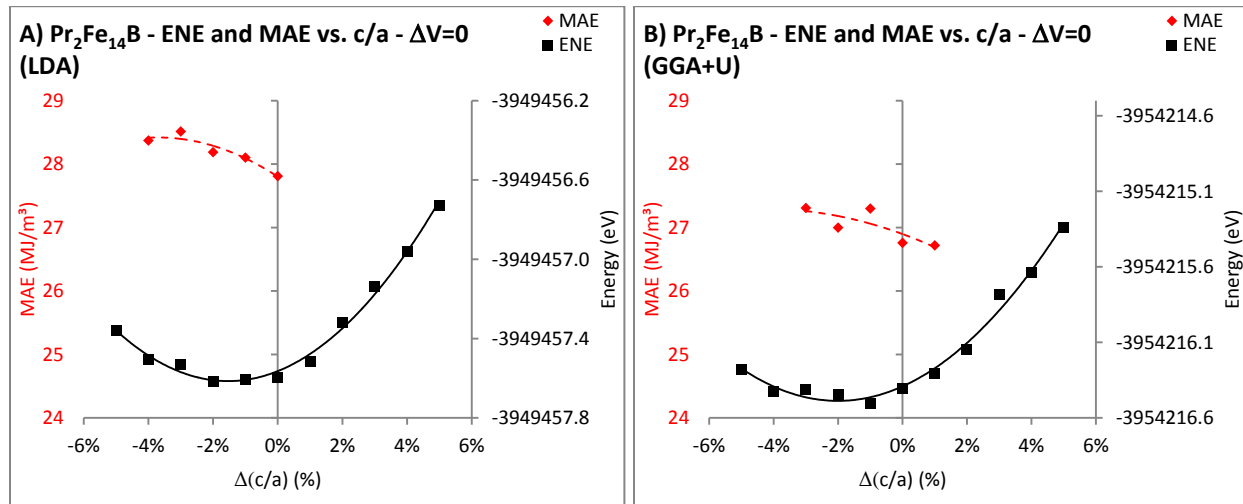 A) Pr₂Fe₁₄B - ENE and MAE vs. c/a - ΔV=0
(LDA)
MAE
ENE
29
28
27
26
25
24
MAE (MJ/m³)
-3949456.2
-3949456.6
-3949457.0
-3949457.4
-3949457.8
Energy (eV)
-6% -4% -2% 0% 2% 4% 6%
Δ(c/a) (%)
B) Pr₂Fe₁₄B - ENE and MAE vs. c/a - ΔV=0
(GGA+U)
MAE
ENE
29
28
27
26
25
24
MAE (MJ/m³)
-3954214.6
-3954215.1
-3954215.6
-3954216.1
-3954216.6
Energy (eV)
-6% -4% -2% 0% 2% 4% 6%
Δ(c/a) (%)